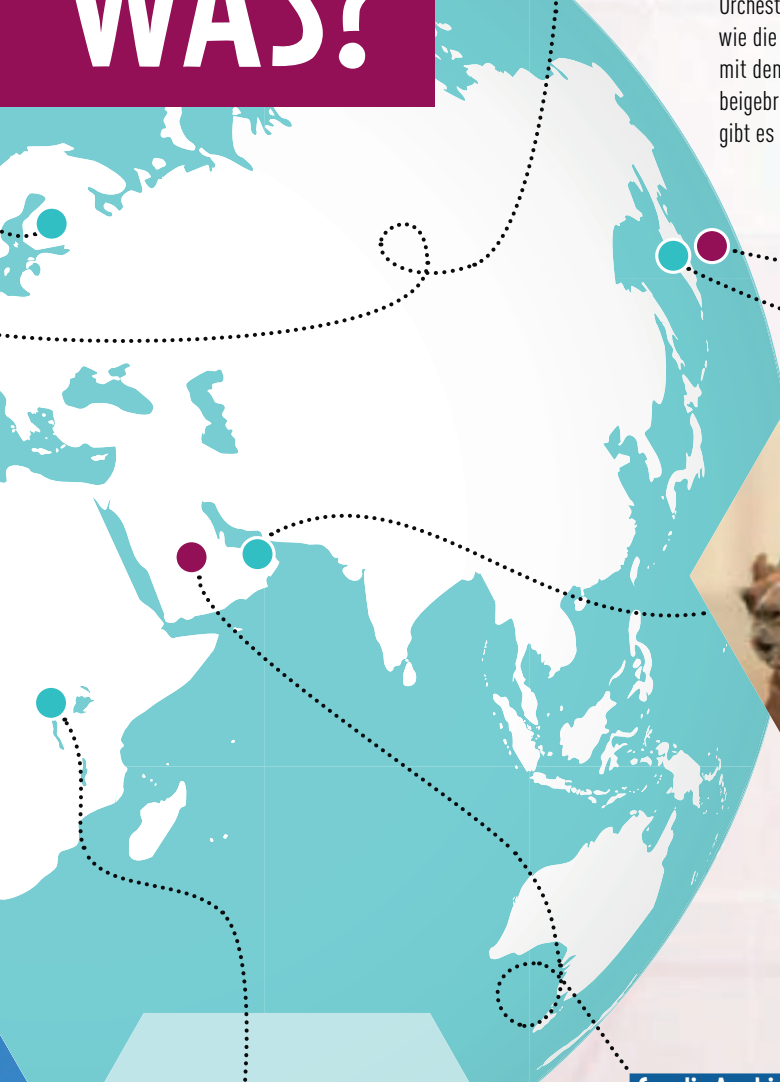 WAS?
Orchest
wie die
mit den
beigebr
gibt es